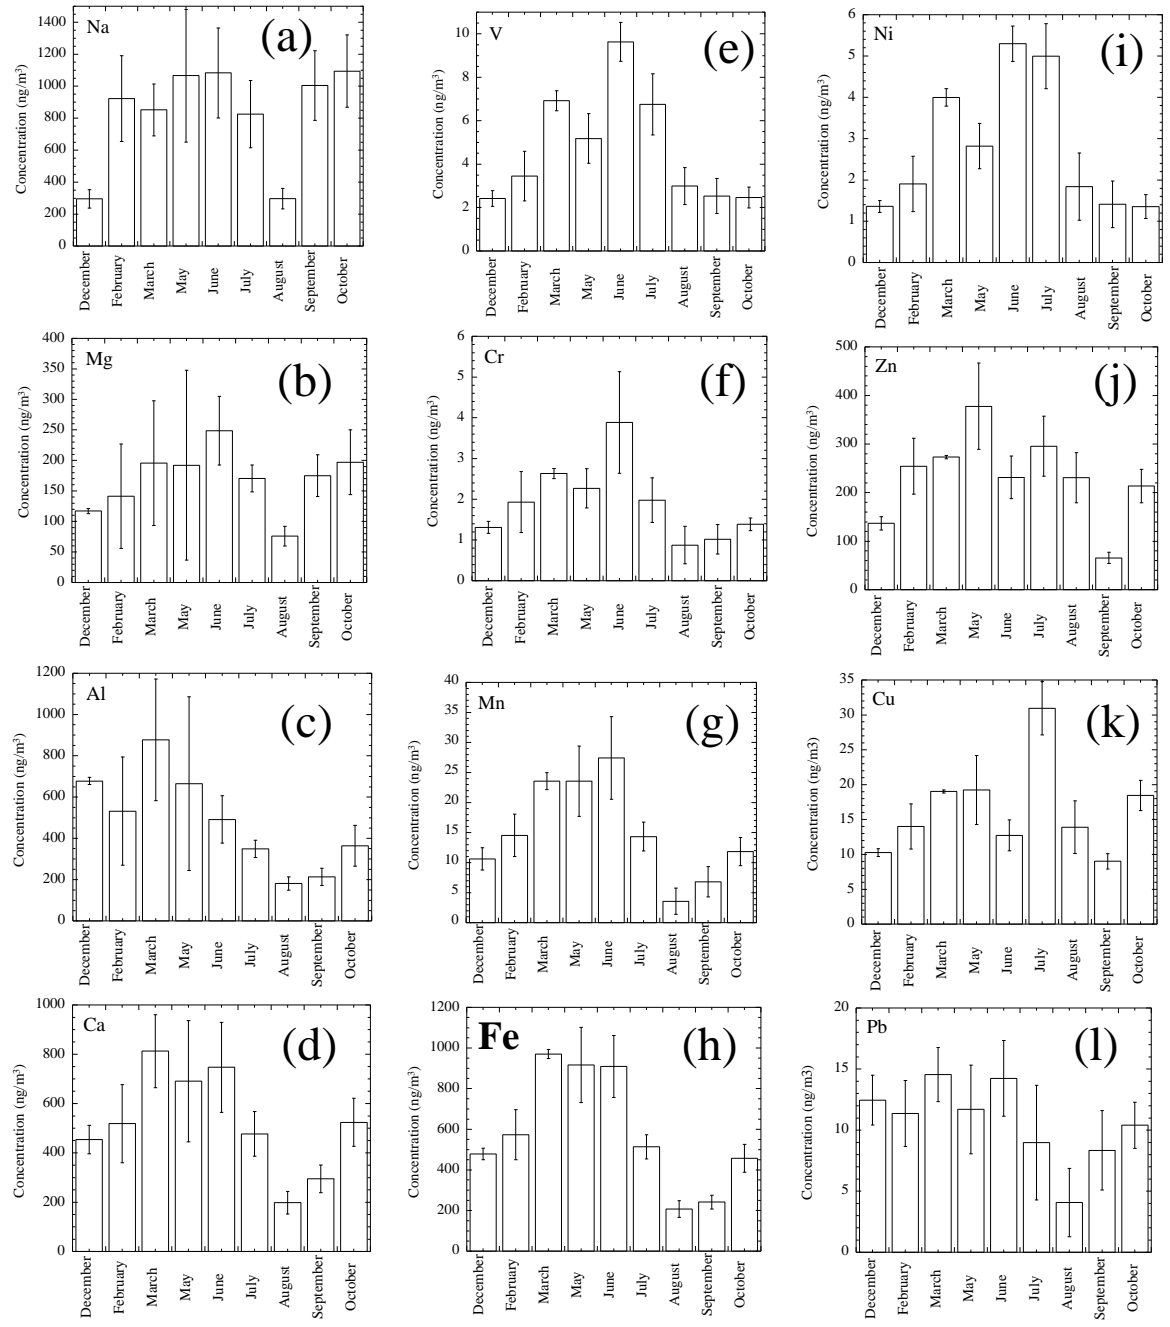 Na
(a)
Concentration (ng/m³)
1400
1200
1000
800
600
400
200
0
December
February
March
May
June
July
August
September
October
V
(e)
Concentration (ng/m³)
10
8
6
4
2
0
December
February
March
May
June
July
August
September
October
Ni
(i)
Concentration (ng/m³)
6
5
4
3
2
1
0
December
February
March
May
June
July
August
September
October
Mg
(b)
Concentration (ng/m³)
400
350
300
250
200
150
100
50
0
December
February
March
May
June
July
August
September
October
Cr
(f)
Concentration (ng/m³)
6
5
4
3
2
1
0
December
February
March
May
June
July
August
September
October
Zn
(j)
Concentration (ng/m³)
500
400
300
200
100
0
December
February
March
May
June
July
August
September
October
Al
(c)
Concentration (ng/m³)
1200
1000
800
600
400
200
0
December
February
March
May
June
July
August
September
October
Mn
(g)
Concentration (ng/m³)
40
35
30
25
20
15
10
5
0
December
February
March
May
June
July
August
September
October
Cu
(k)
Concentration (ng/m3)
35
30
25
20
15
10
5
0
December
February
March
May
June
July
August
September
October
Ca
(d)
Concentration (ng/m³)
1000
800
600
400
200
0
December
February
March
May
June
July
August
September
October
Fe
(h)
Concentration (ng/m³)
1200
1000
800
600
400
200
0
December
February
March
May
June
July
August
September
October
Pb
(l)
Concentration (ng/m3)
20
15
10
5
0
December
February
March
May
June
July
August
September
October